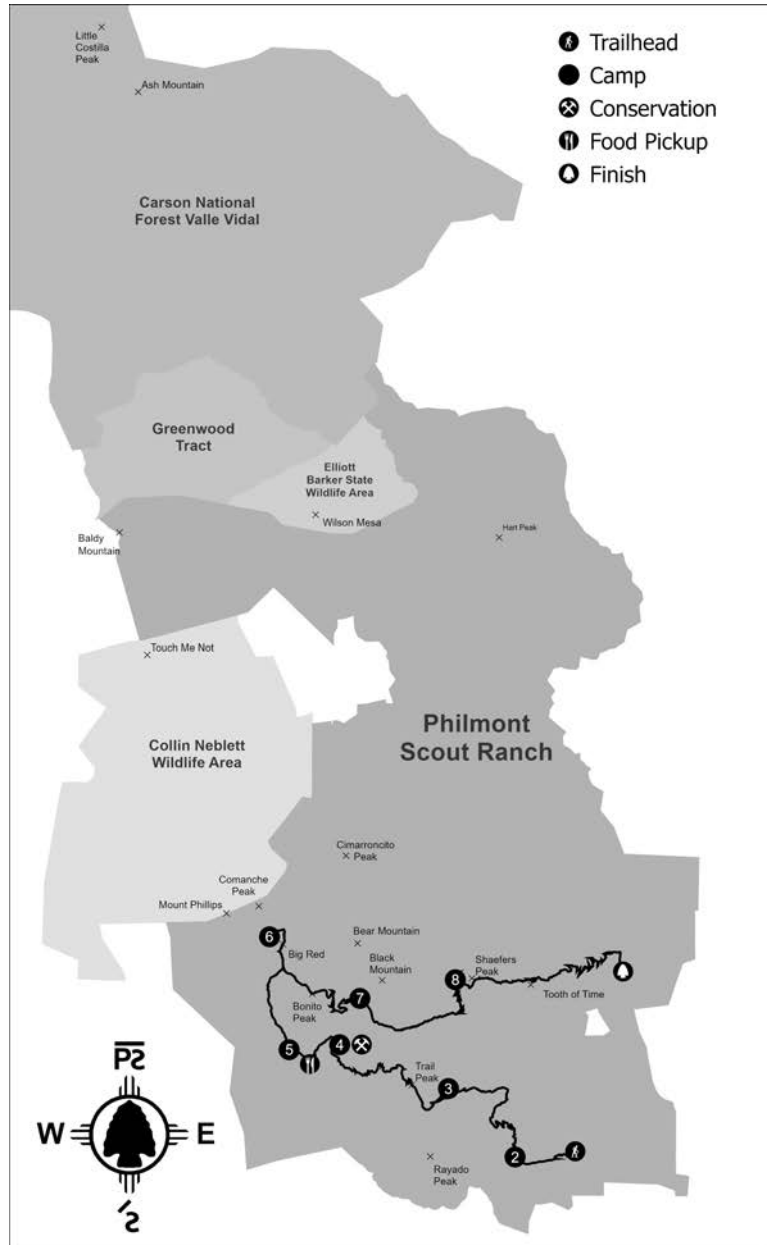 Little
Costilla
Peak
Ash Mountain
Trailhead
Camp
Conservation
Food Pickup
Finish
Carson National
Forest Valle Vidal
Greenwood
Tract
Elliott
Barker State
Wildlife Area
Wilson Mesa
Hart Peak
Baldy
Mountain
Touch Me Not
Philmont
Scout Ranch
Collin Neblett
Wildlife Area
Cimarroncito
Peak
Comanche
Peak
Mount Phillips
6
Big Red
Bear Mountain
Black
Mountain
8
Shaefers
Peak
Tooth of Time
7
Bonito
Peak
5
4
Trail
Peak
3
2
Rayado
Peak
W
E